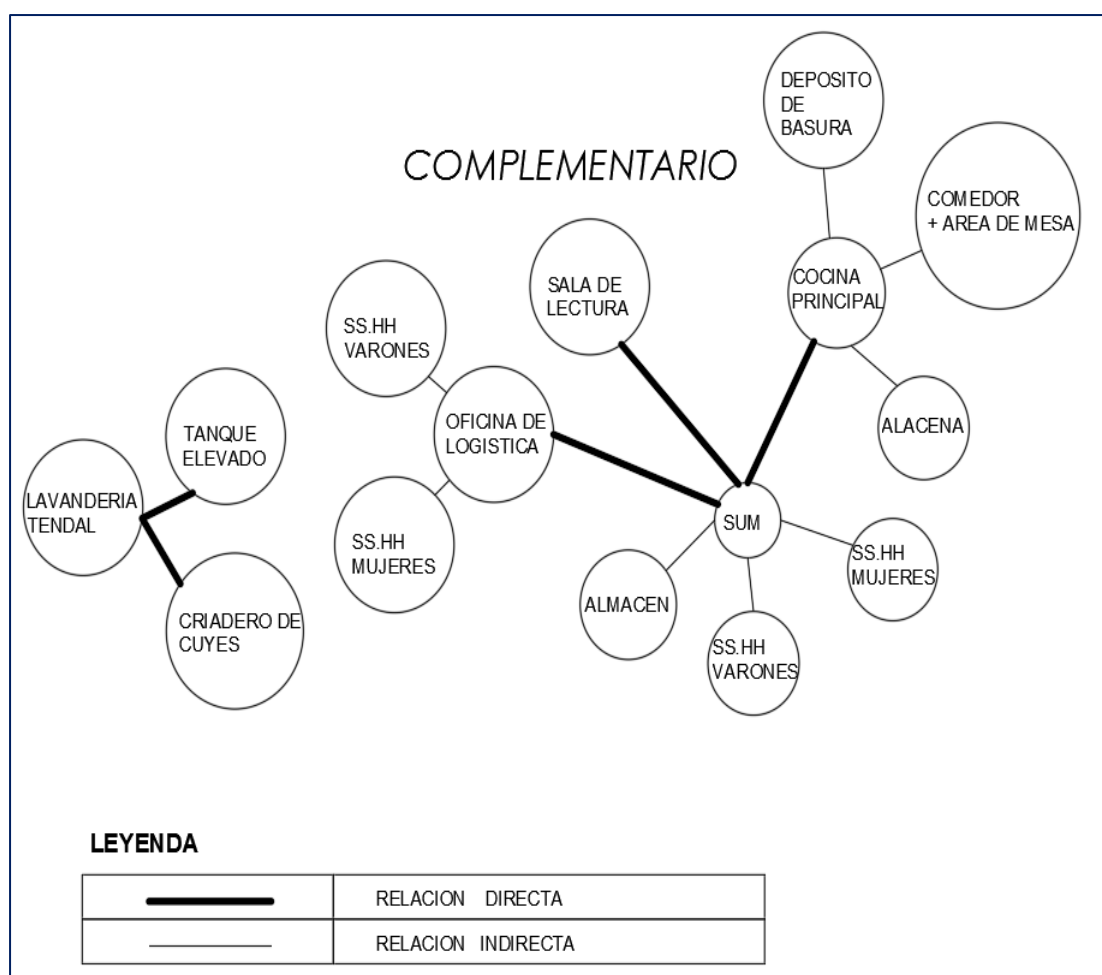 DEPOSITO
DE
BASURA
COMPLEMENTARIO
COMEDOR
+ AREA DE MESA
SALA DE
LECTURA
COCINA
PRINCIPAL
SS.HH
VARONES
OFICINA DE
LOGISTICA
ALACENA
TANQUE
ELEVADO
LAVANDERIA
TENDAL
SUM
SS.HH
MUJERES
SS.HH
MUJERES
ALMACEN
CRIADERO DE
CUYES
SS.HH
VARONES
LEYENDA
RELACION DIRECTA
RELACION INDIRECTA